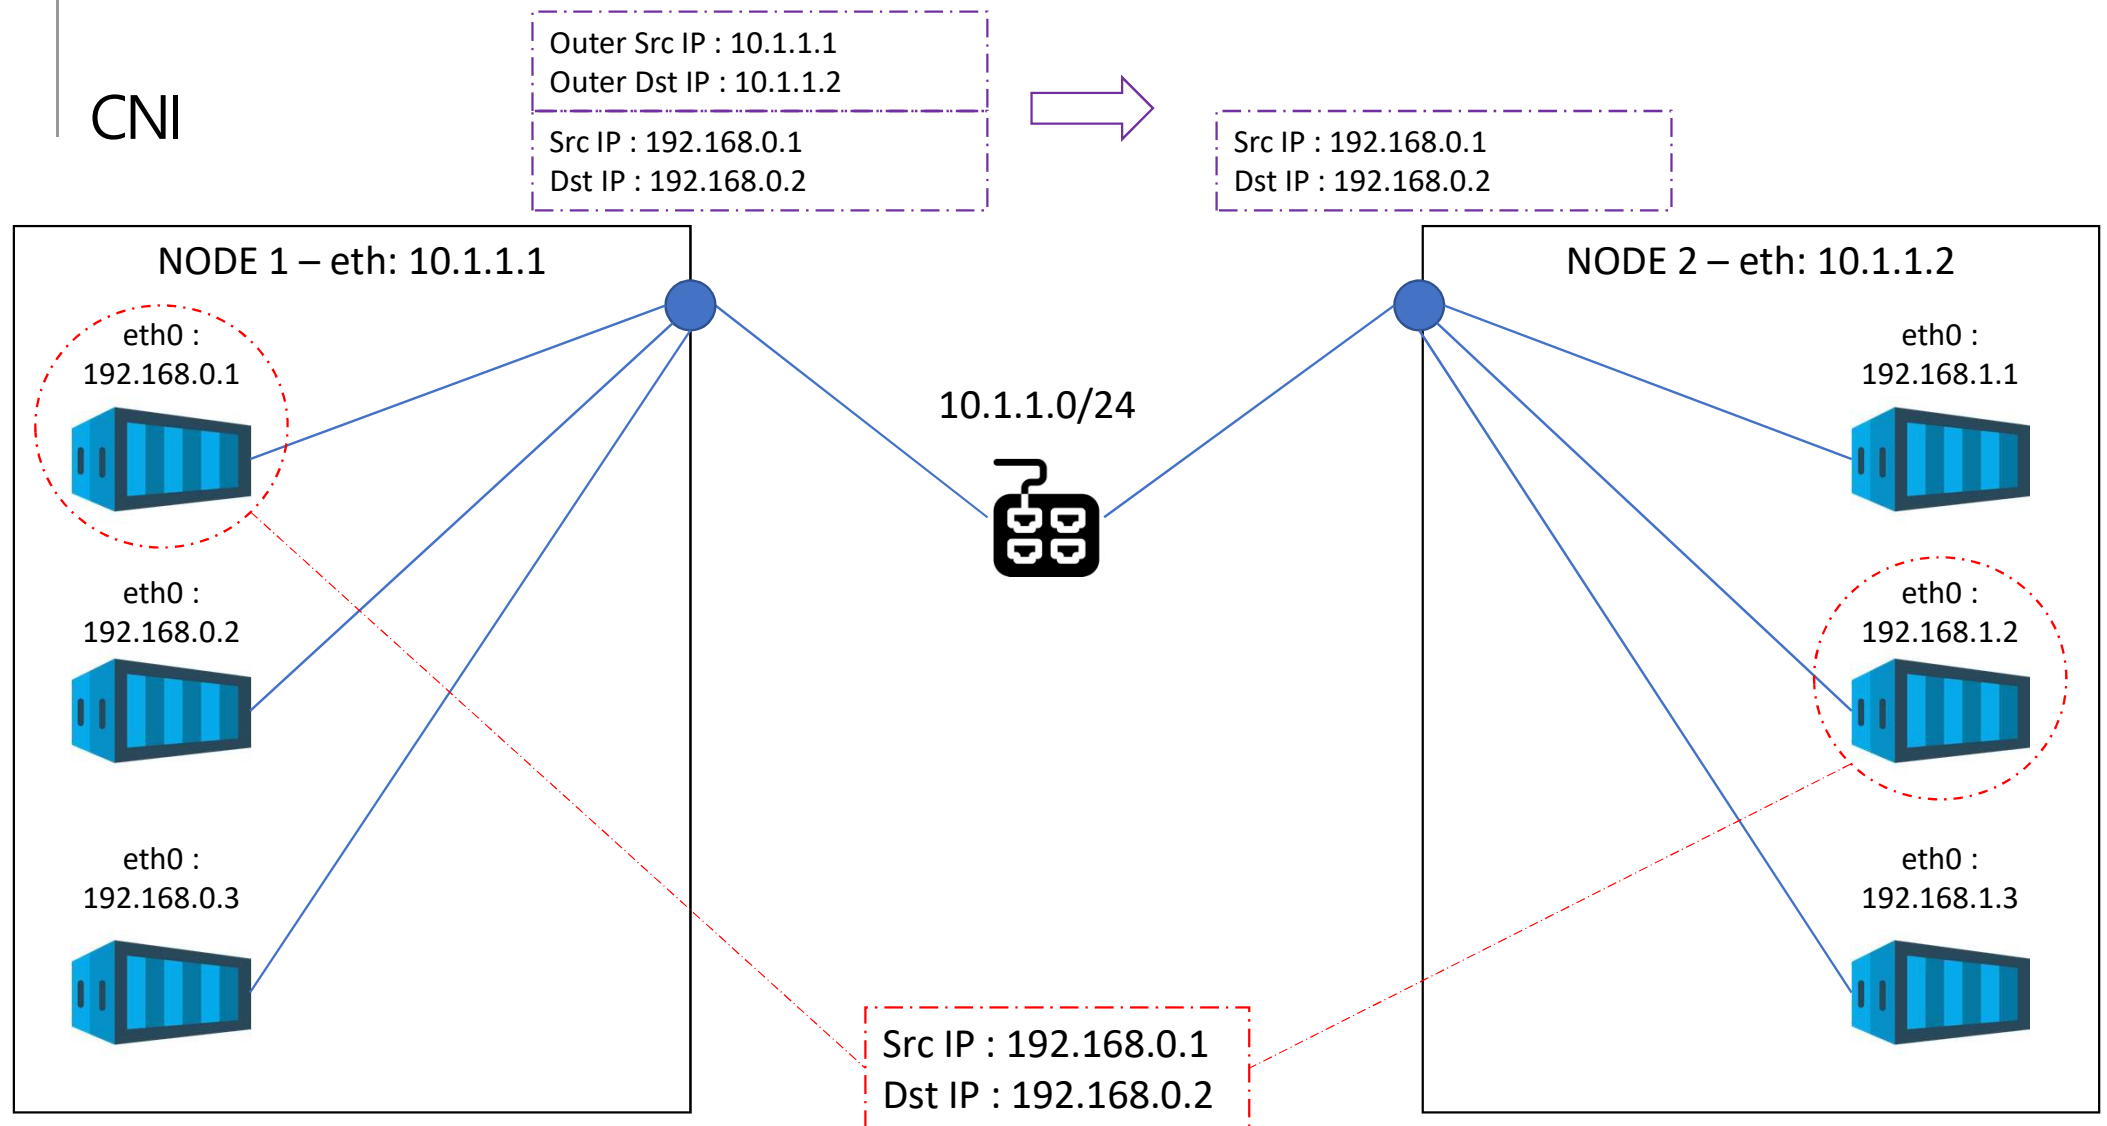 CNI
Outer Src IP : 10.1.1.1
Outer Dst IP : 10.1.1.2
Src IP : 192.168.0.1
Dst IP : 192.168.0.2
Src IP : 192.168.0.1
Dst IP : 192.168.0.2
NODE 1 – eth: 10.1.1.1
eth0 :
192.168.0.1
eth0 :
192.168.0.2
eth0 :
192.168.0.3
10.1.1.0/24
NODE 2 – eth: 10.1.1.2
eth0 :
192.168.1.1
eth0 :
192.168.1.2
eth0 :
192.168.1.3
Src IP : 192.168.0.1
Dst IP : 192.168.0.2